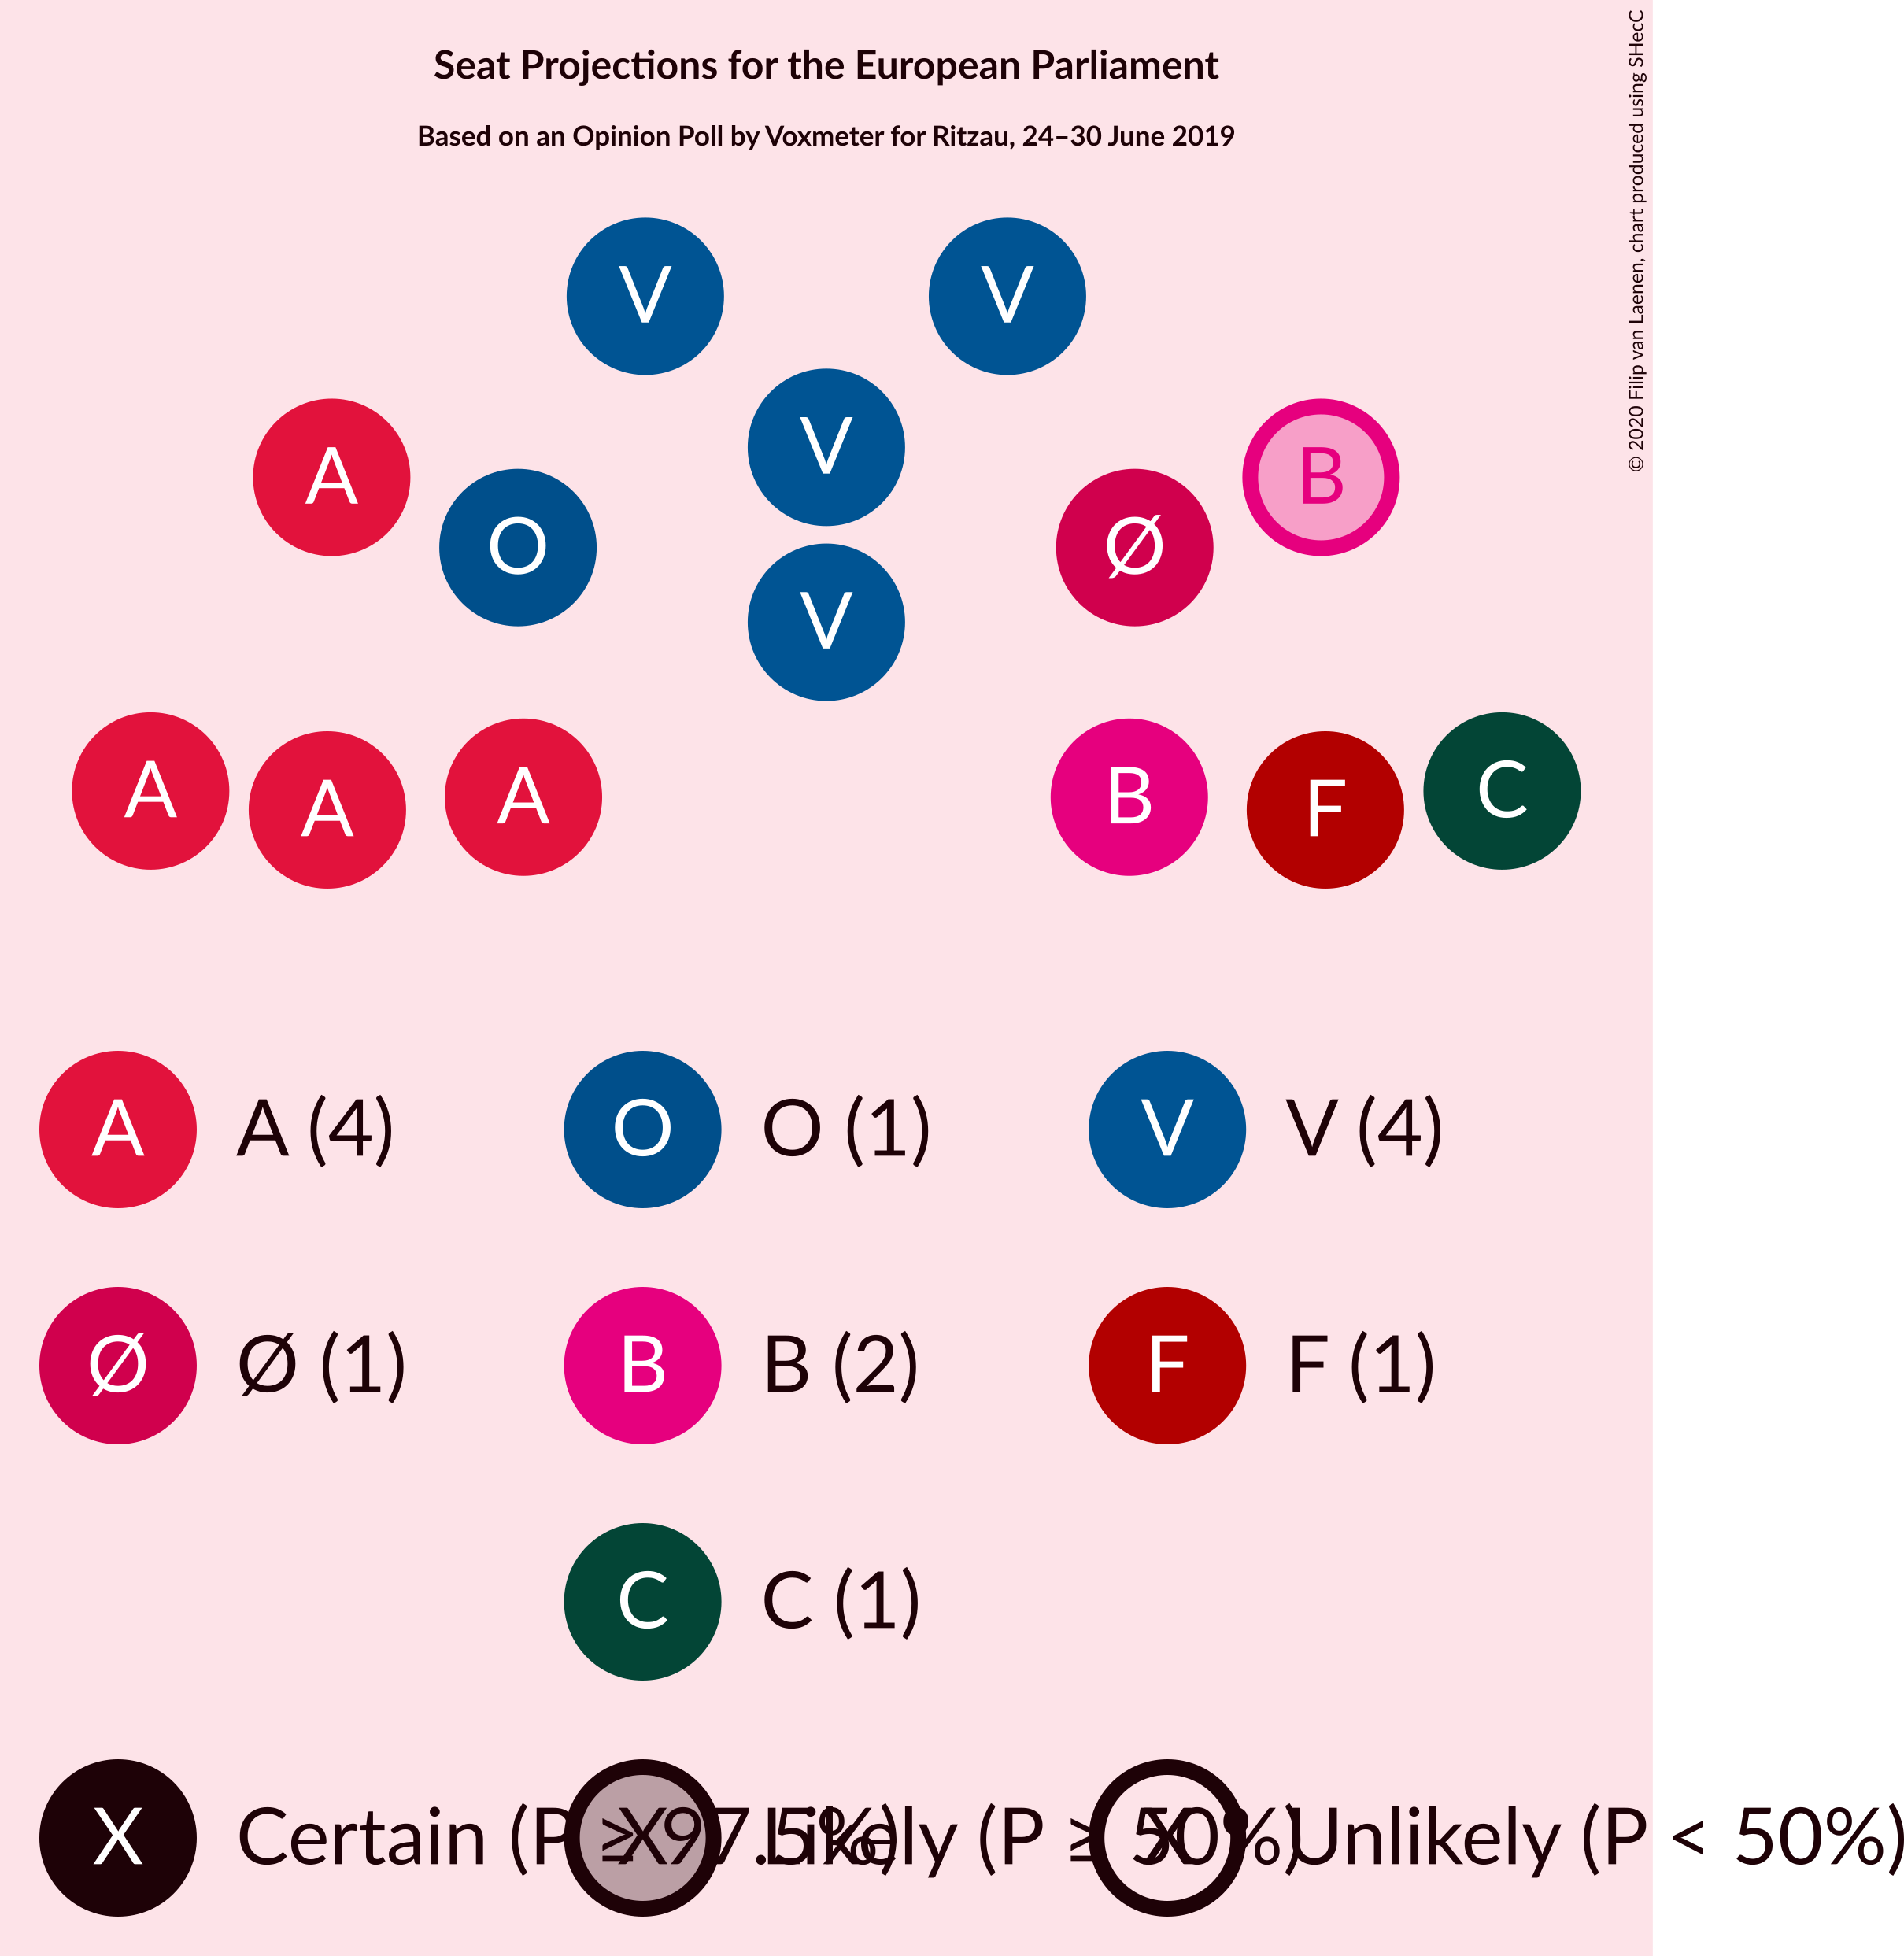 Seat Projections for the European Parliament
Based on an Opinion Poll by Voxmeter for Ritzau, 24–30 June 2019
© 2020 Filip van Laenen, chart produced using SHecC
V V
V
A B
O Ø
V
A A A B F C
A A (4) O O (1) V V (4)
Ø Ø (1) B B (2) F F (1)
C C (1)
X Certain (P ≥ 97.5%) X Likely (P ≥ 50%) X Unlikely (P < 50%)